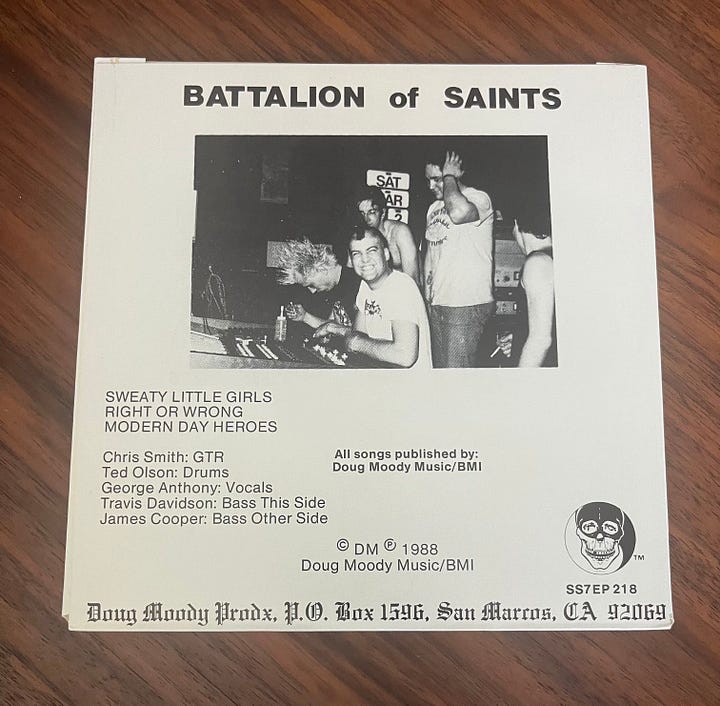 BATTALION of SAINTS
SAT
AR
2
SWEATY LITTLE GIRLS
RIGHT OR WRONG
MODERN DAY HEROES
Chris Smith: GTR
Ted Olson: Drums
George Anthony: Vocals
Travis Davidson: Bass This Side
James Cooper: Bass Other Side
All songs published by:
Doug Moody Music/BMI
© DM ℗ 1988
Doug Moody Music/BMI
TM
SS7EP 218
Doug Moody Prodx, P.O. Box 1596, San Marcos, CA 92069